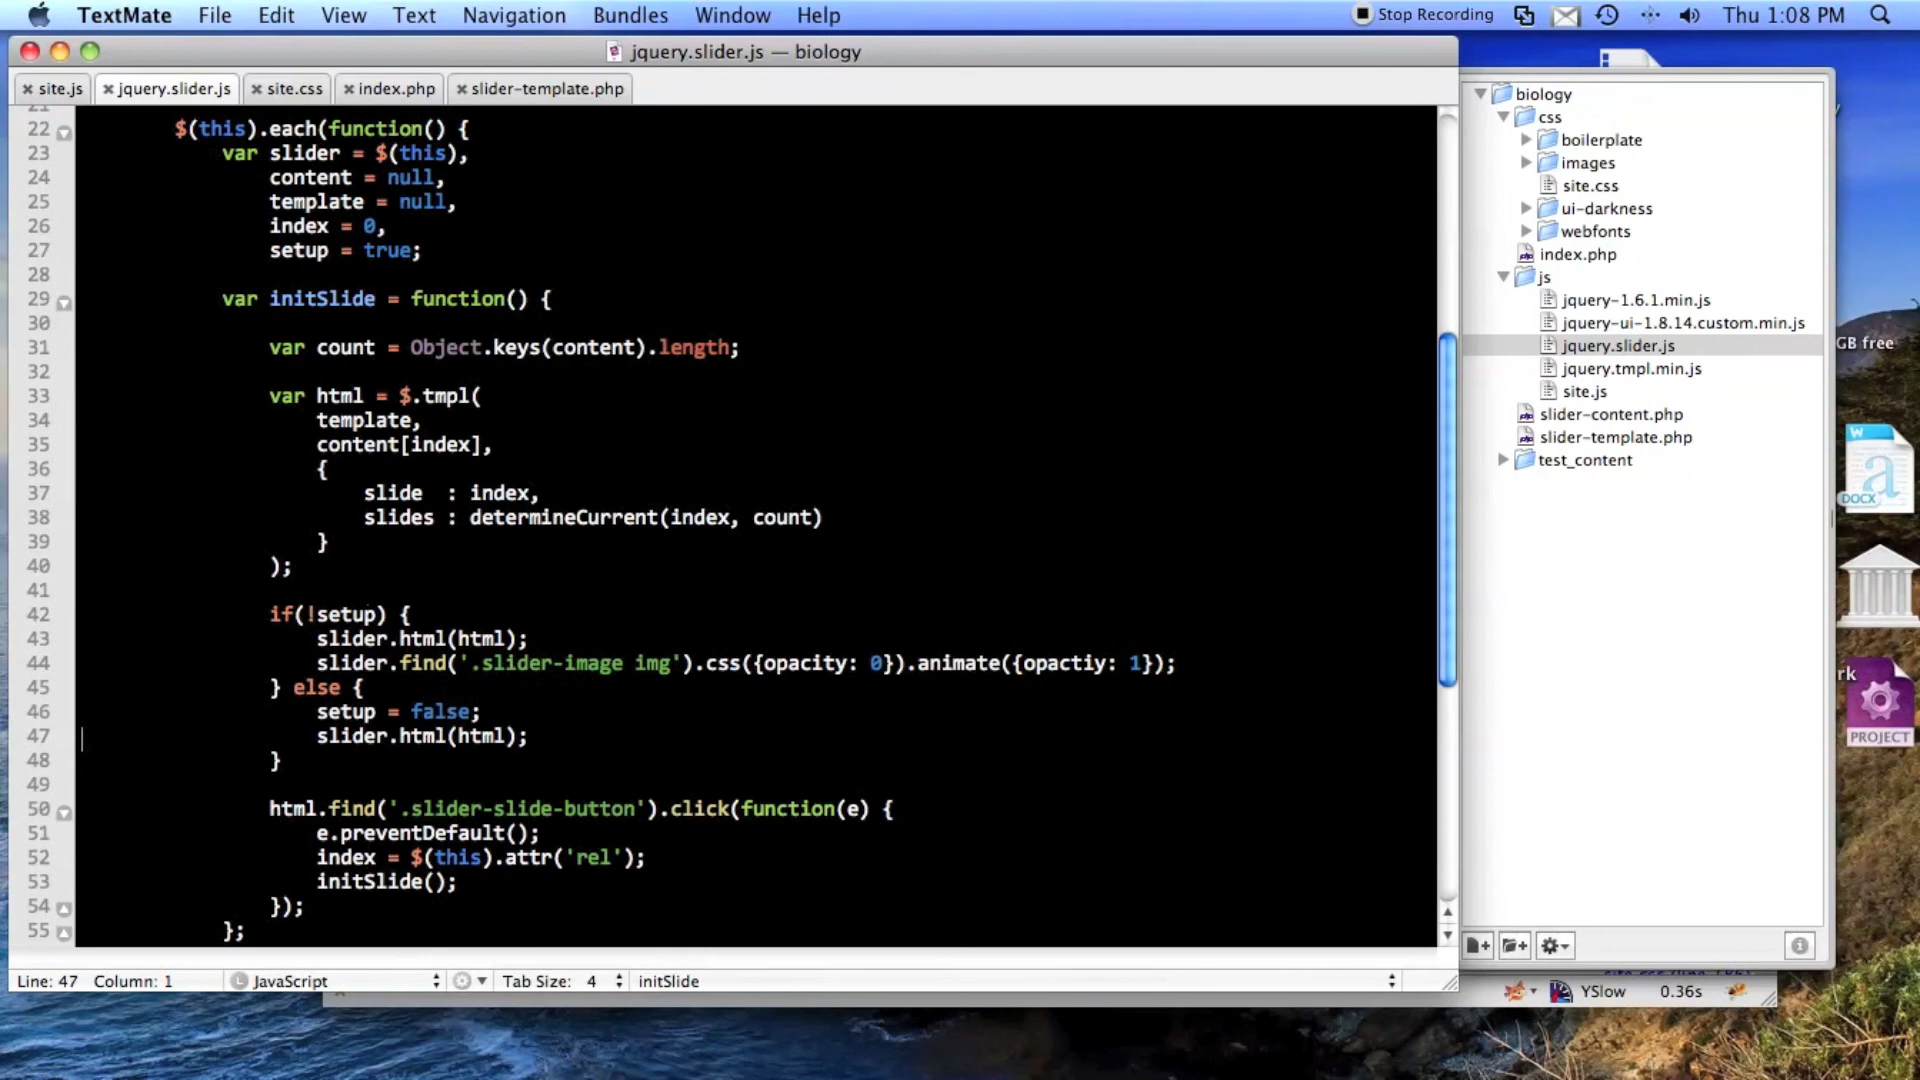 TextMate File Edit View Text Navigation Bundles Window Help Stop Recording Thu 1:08 PM
jquery.slider.js — biology
site.js jquery.slider.js site.css index.php slider-template.php
21
22 $(this).each(function() {
23 var slider = $(this),
24 content = null,
25 template = null,
26 index = 0,
27 setup = true;
28
29 var initSlide = function() {
30
31 var count = Object.keys(content).length;
32
33 var html = $.tmpl(
34 template,
35 content[index],
36 {
37 slide : index,
38 slides : determineCurrent(index, count)
39 }
40 );
41
42 if(!setup) {
43 slider.html(html);
44 slider.find('.slider-image img').css({opacity: 0}).animate({opactiy: 1});
45 } else {
46 setup = false;
47 slider.html(html);
48 }
49
50 html.find('.slider-slide-button').click(function(e) {
51 e.preventDefault();
52 index = $(this).attr('rel');
53 initSlide();
54 });
55 };
Line: 47 Column: 1 L JavaScript Tab Size: 4 initSlide
biology
css
boilerplate
images
site.css
ui-darkness
webfonts
index.php
js
jquery-1.6.1.min.js
jquery-ui-1.8.14.custom.min.js
jquery.slider.js
jquery.tmpl.min.js
site.js
slider-content.php
slider-template.php
test_content
GB free
W
a
DOCX
rk
PROJECT
YSlow 0.36s